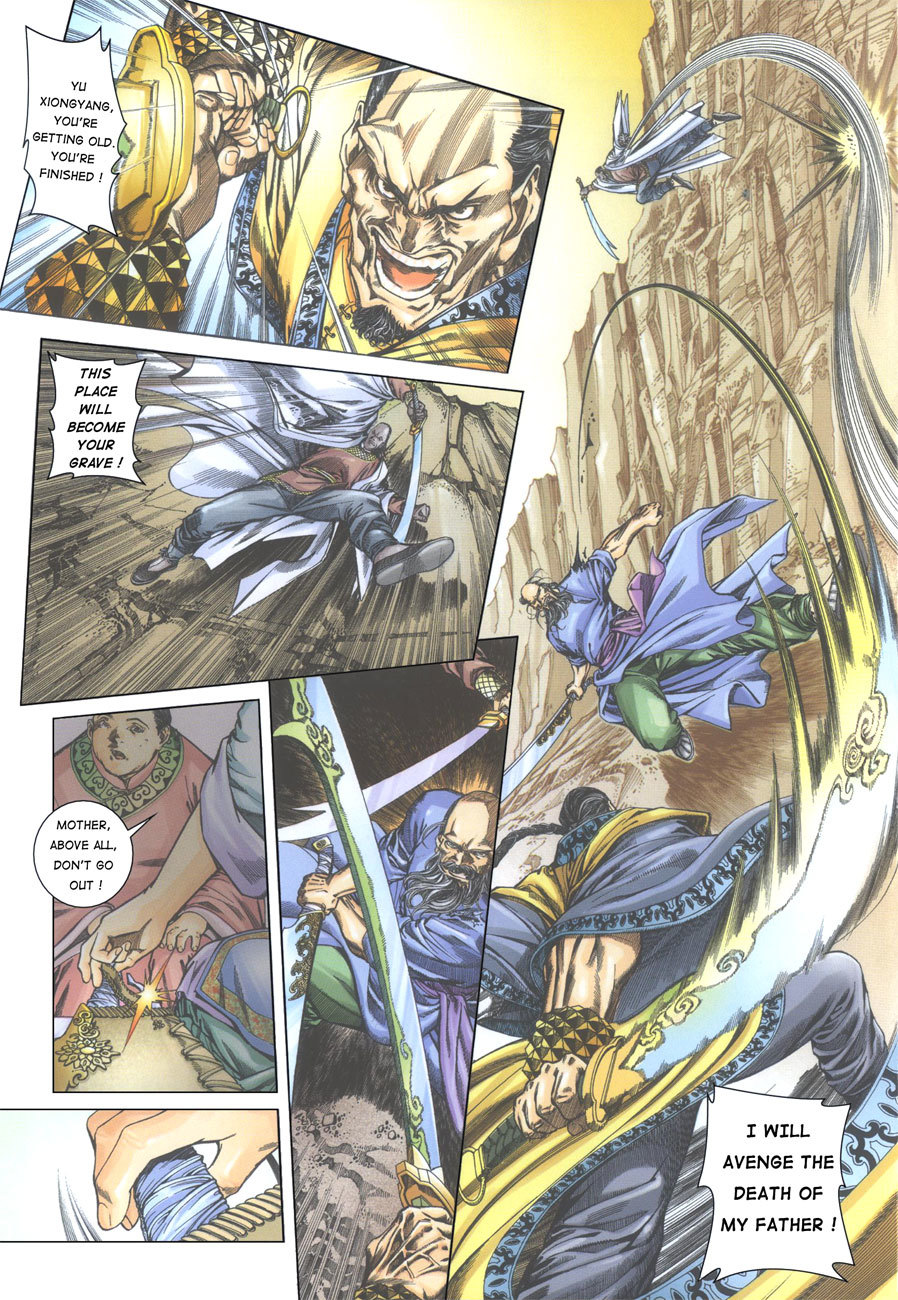 YU
XIONGYANG,
YOU'RE
GETTING OLD.
YOU'RE
FINISHED !
THIS
PLACE
WILL
BECOME
YOUR
GRAVE !
MOTHER,
ABOVE ALL,
DON'T GO
OUT !
I WILL
AVENGE THE
DEATH OF
MY FATHER !